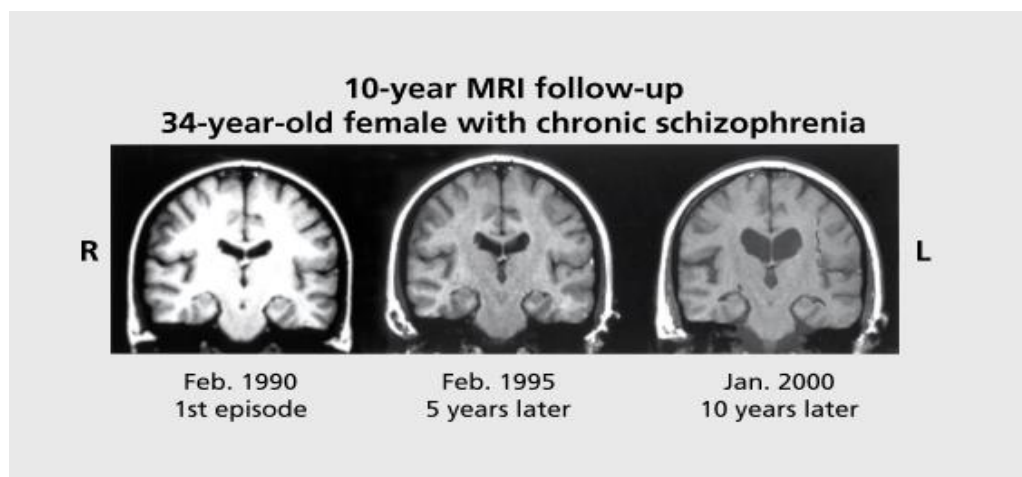 10-year MRI follow-up
34-year-old female with chronic schizophrenia
R
L
Feb. 1990
1st episode
Feb. 1995
5 years later
Jan. 2000
10 years later